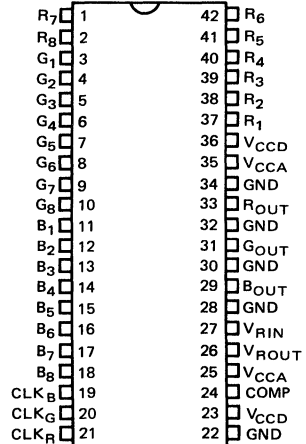 R7 1 42 R6
R8 2 41 R5
G1 3 40 R4
G2 4 39 R3
G3 5 38 R2
G4 6 37 R1
G5 7 36 VCCD
G6 8 35 VCCA
G7 9 34 GND
G8 10 33 ROUT
B1 11 32 GND
B2 12 31 GOUT
B3 13 30 GND
B4 14 29 BOUT
B5 15 28 GND
B6 16 27 VRIN
B7 17 26 VROUT
B8 18 25 VCCA
CLKB 19 24 COMP
CLKG 20 23 VCCD
CLKR 21 22 GND